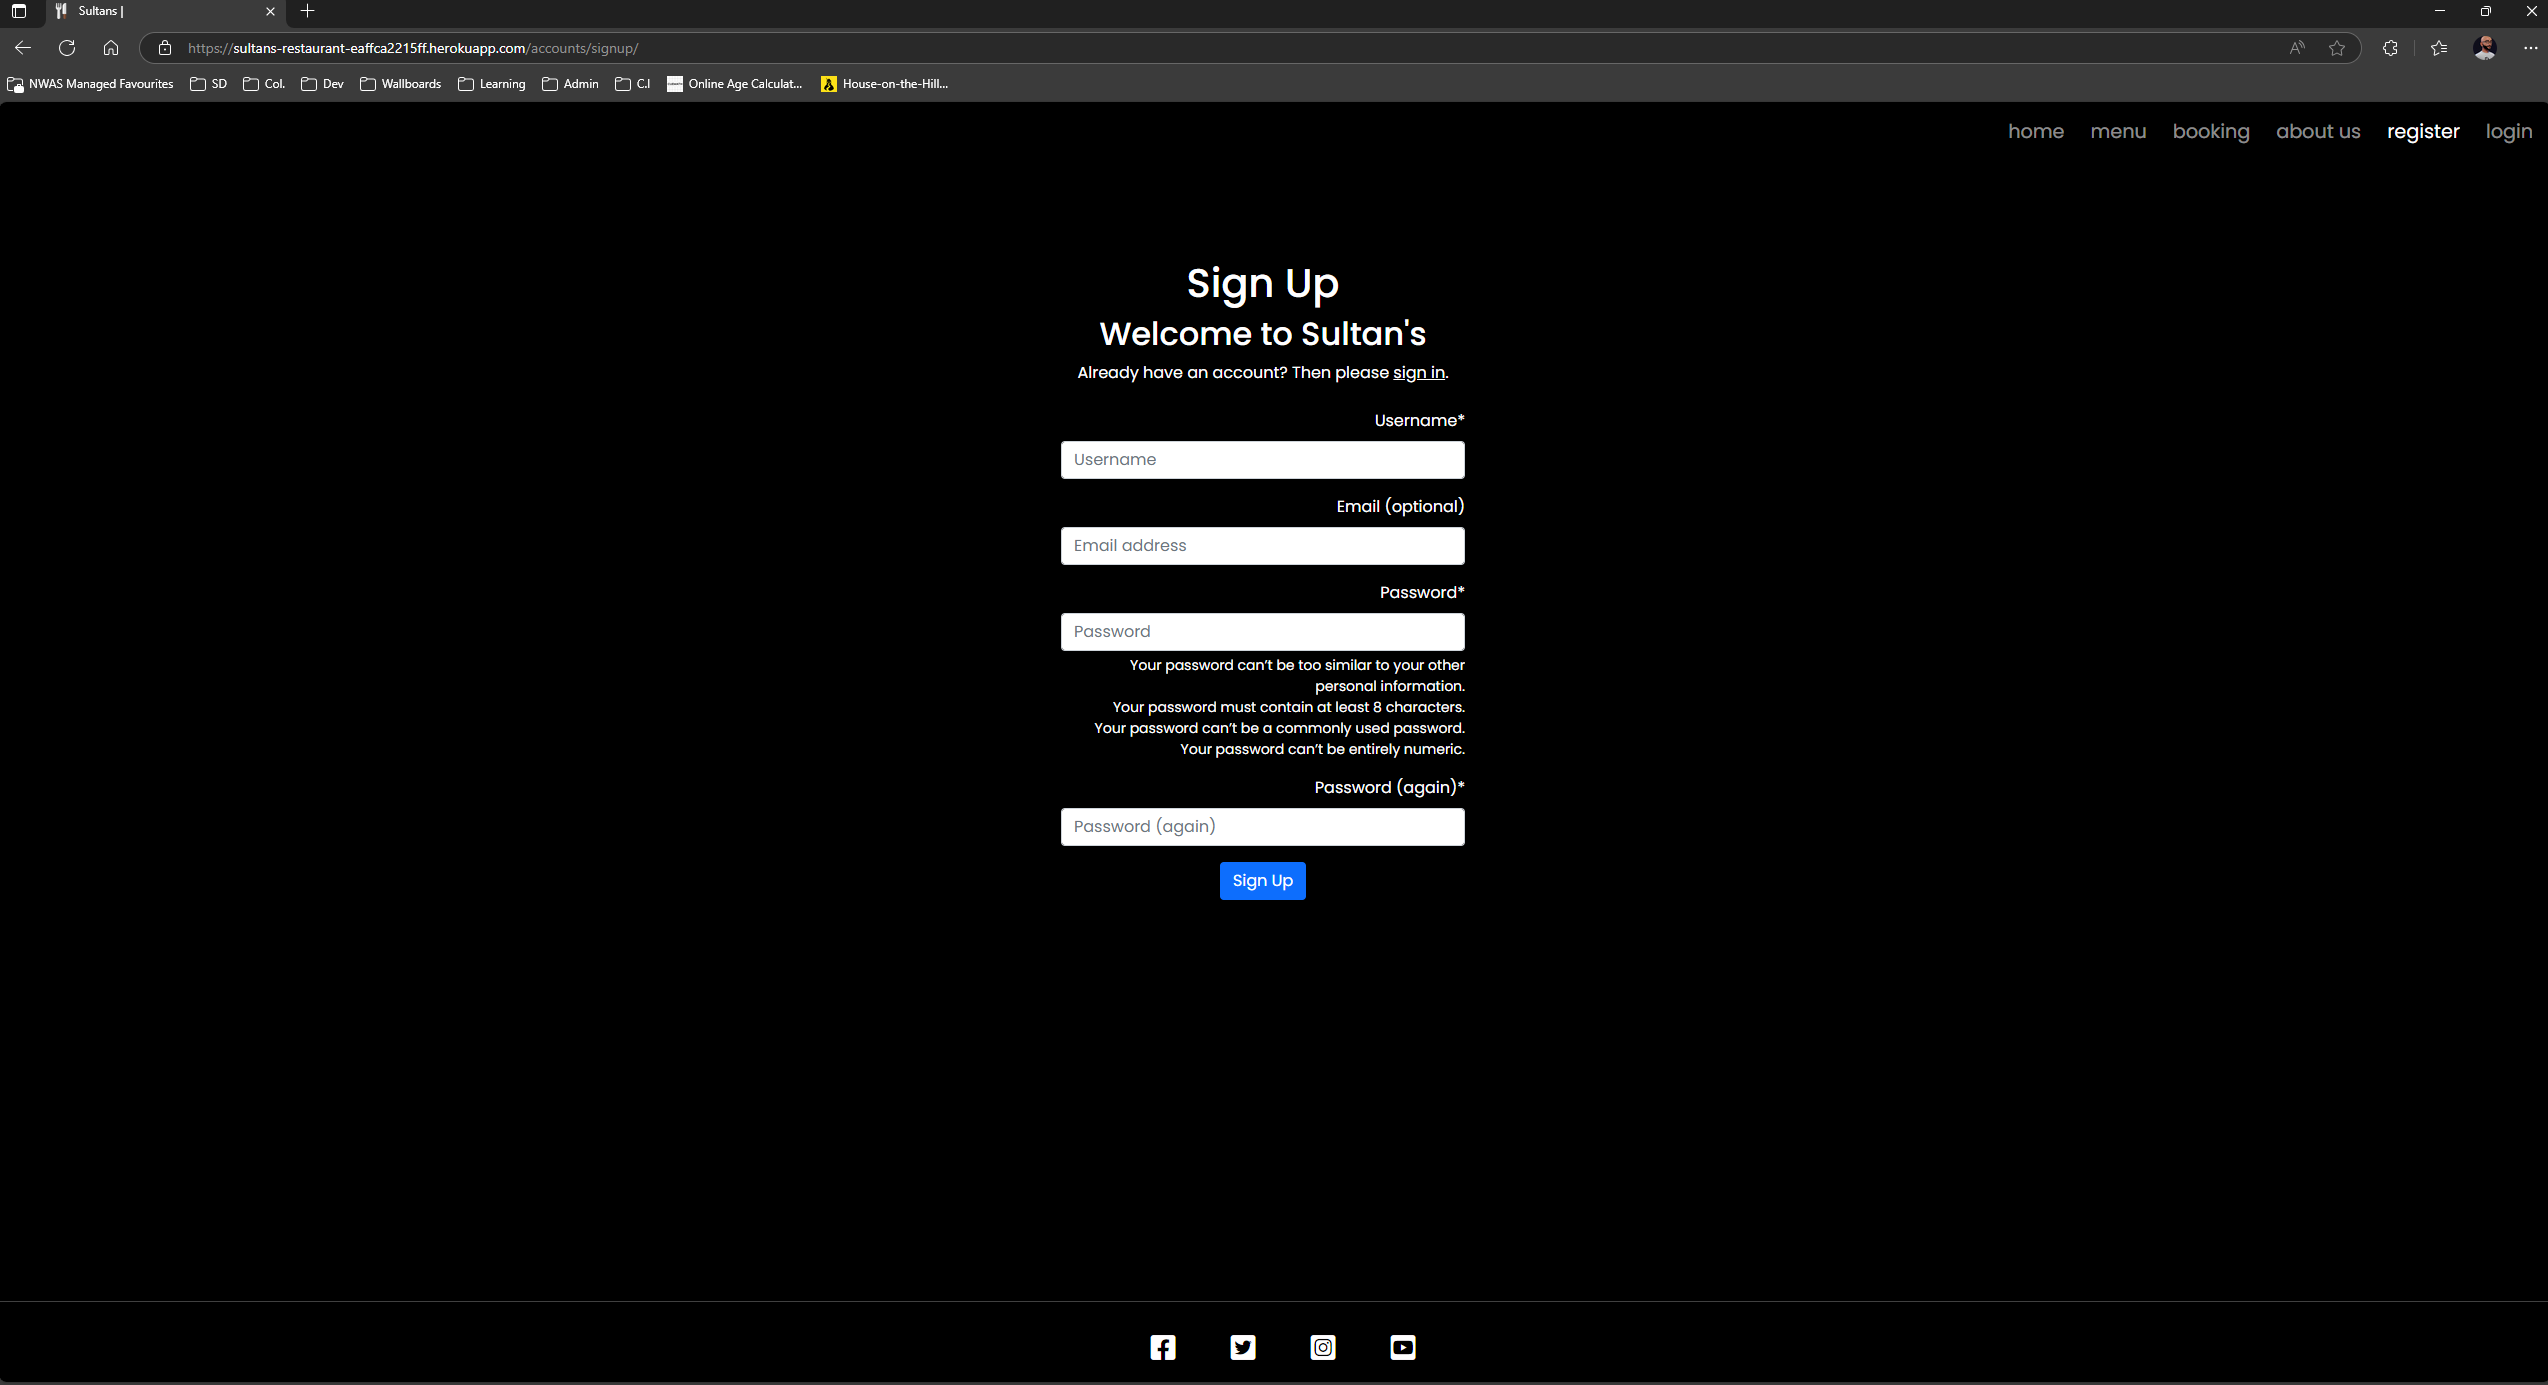 Sultans |
https://sultans-restaurant-eaffca2215ff.herokuapp.com/accounts/signup/
NWAS Managed Favourites SD Col. Dev Wallboards Learning Admin C.I Online Age Calculat... House-on-the-Hill...
home menu booking about us register login
Sign Up
Welcome to Sultan's
Already have an account? Then please sign in.
Username*
Username
Email (optional)
Email address
Password*
Password
Your password can’t be too similar to your other
personal information.
Your password must contain at least 8 characters.
Your password can’t be a commonly used password.
Your password can’t be entirely numeric.
Password (again)*
Password (again)
Sign Up